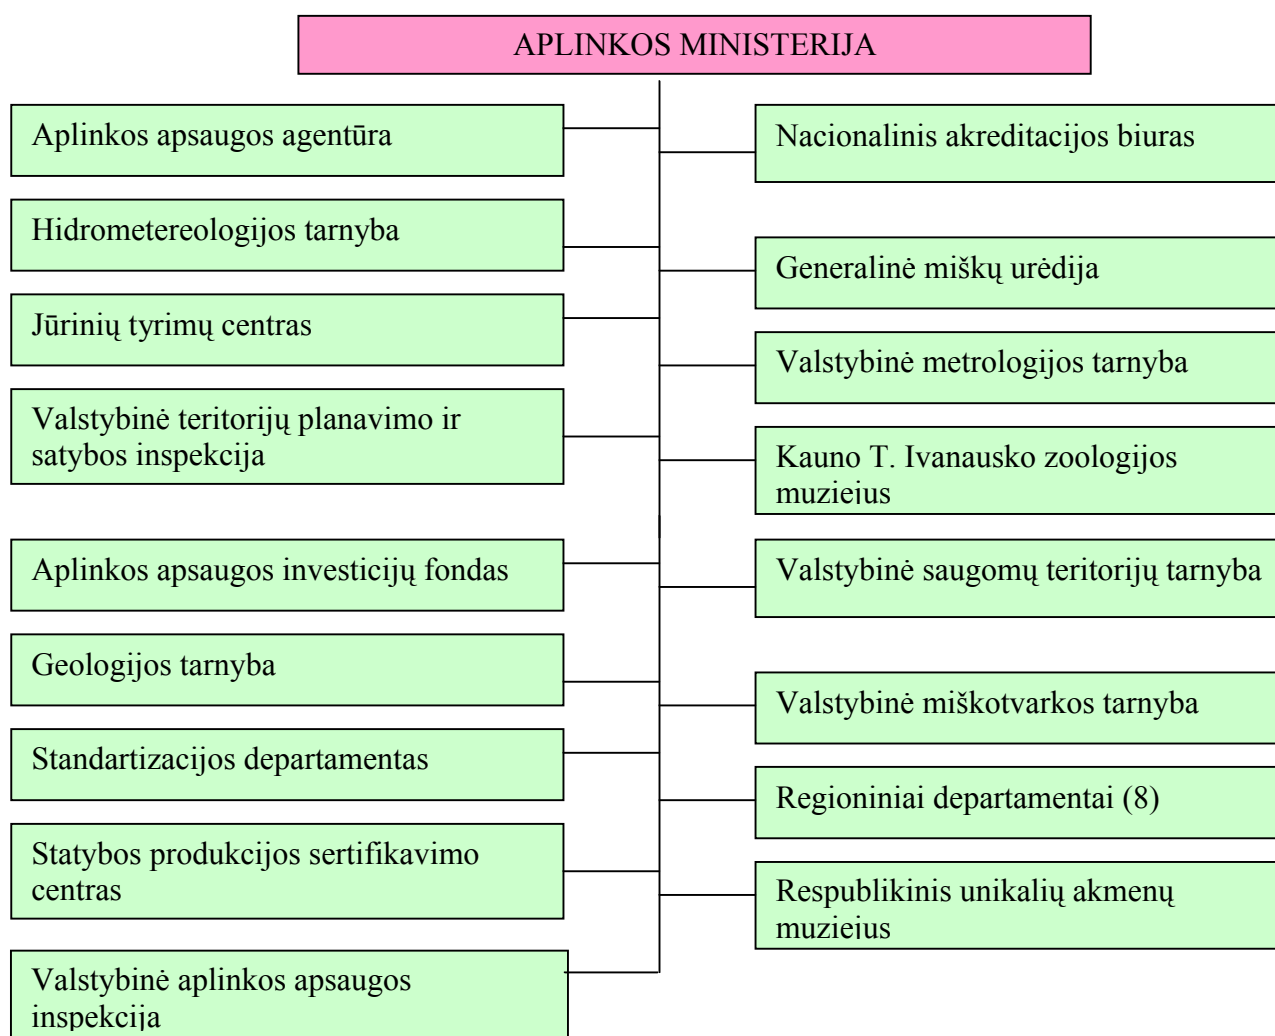 APLINKOS MINISTERIJA
Aplinkos apsaugos agentūra
Hidrometereologijos tarnyba
Jūrinių tyrimų centras
Valstybinė teritorijų planavimo ir
satybos inspekcija
Aplinkos apsaugos investicijų fondas
Geologijos tarnyba
Standartizacijos departamentas
Statybos produkcijos sertifikavimo
centras
Valstybinė aplinkos apsaugos
inspekcija
Nacionalinis akreditacijos biuras
Generalinė miškų urėdija
Valstybinė metrologijos tarnyba
Kauno T. Ivanausko zoologijos
muziejus
Valstybinė saugomų teritorijų tarnyba
Valstybinė miškotvarkos tarnyba
Regioniniai departamentai (8)
Respublikinis unikalių akmenų
muziejus